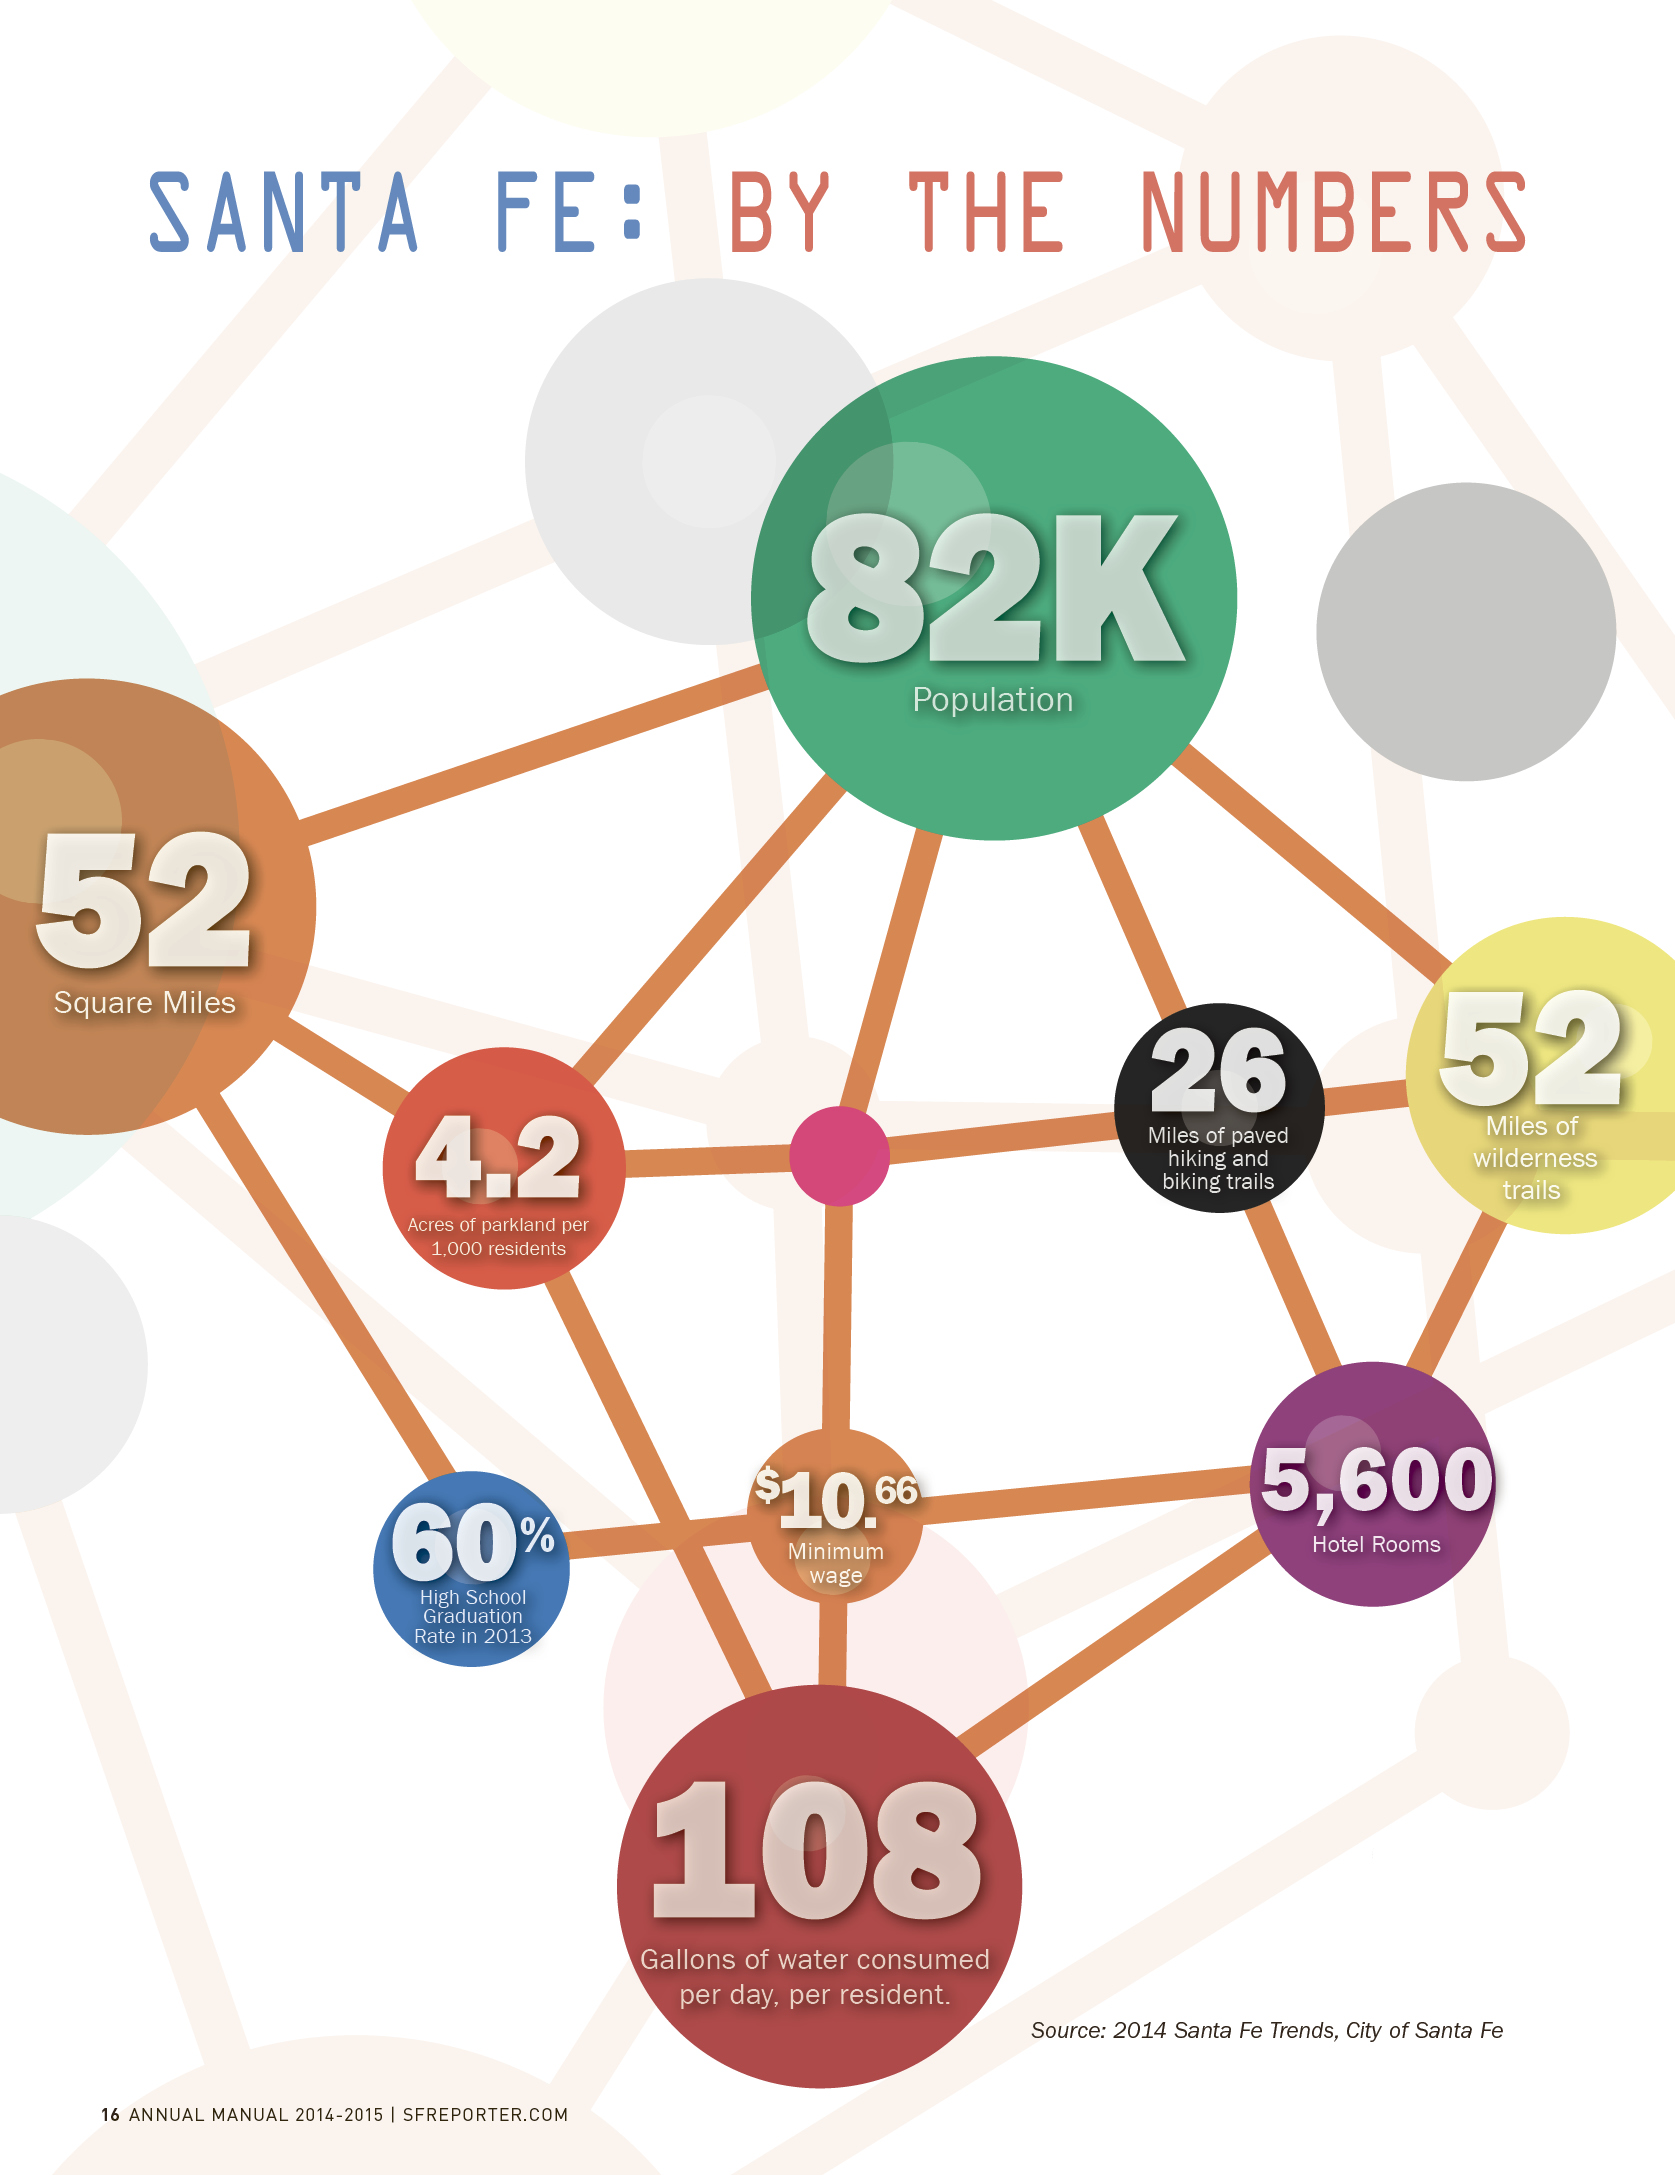 SANTA FE: BY THE NUMBERS
82K
Population
52
Square Miles
4.2
Acres of parkland per
1,000 residents
26
Miles of paved
hiking and
biking trails
52
Miles of
wilderness
trails
60%
High School
Graduation
Rate in 2013
$10.66
Minimum
wage
5,600
Hotel Rooms
108
Gallons of water consumed
per day, per resident.
Source: 2014 Santa Fe Trends, City of Santa Fe
16 ANNUAL MANUAL 2014-2015 | SFREPORTER.COM